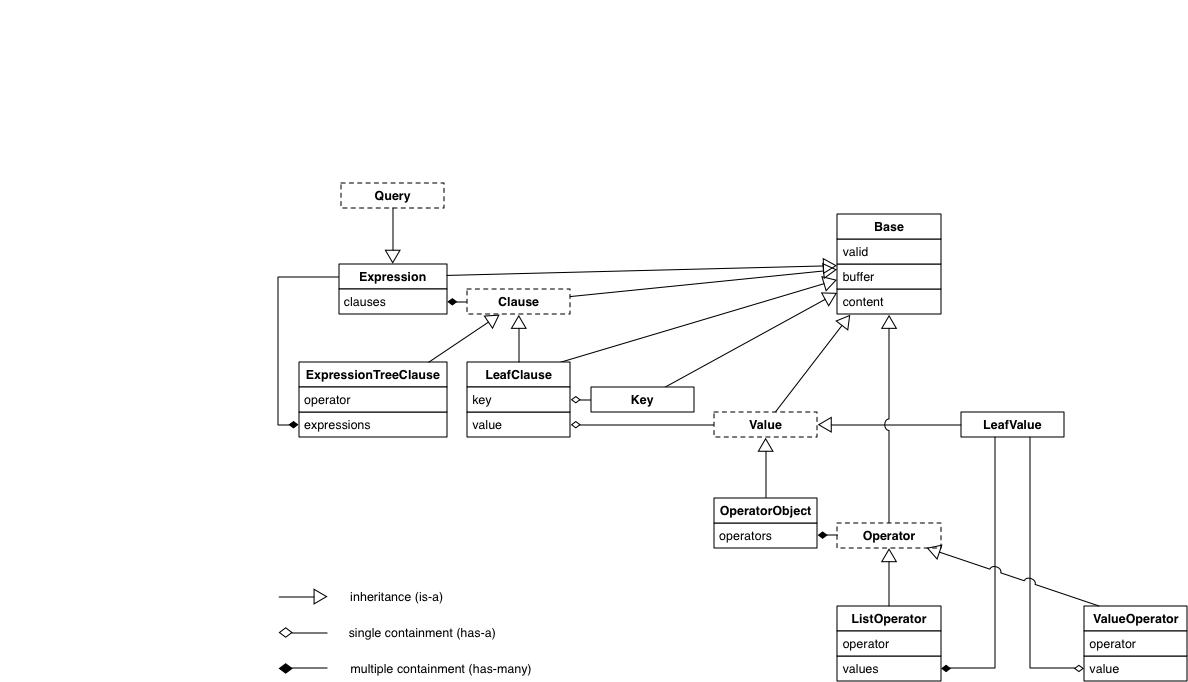 Query
Base
valid
buffer
content
Expression
clauses
Clause
ExpressionTreeClause
operator
expressions
LeafClause
key
value
Key
Value
LeafValue
OperatorObject
operators
Operator
ListOperator
operator
values
ValueOperator
operator
value
inheritance (is-a)
single containment (has-a)
multiple containment (has-many)